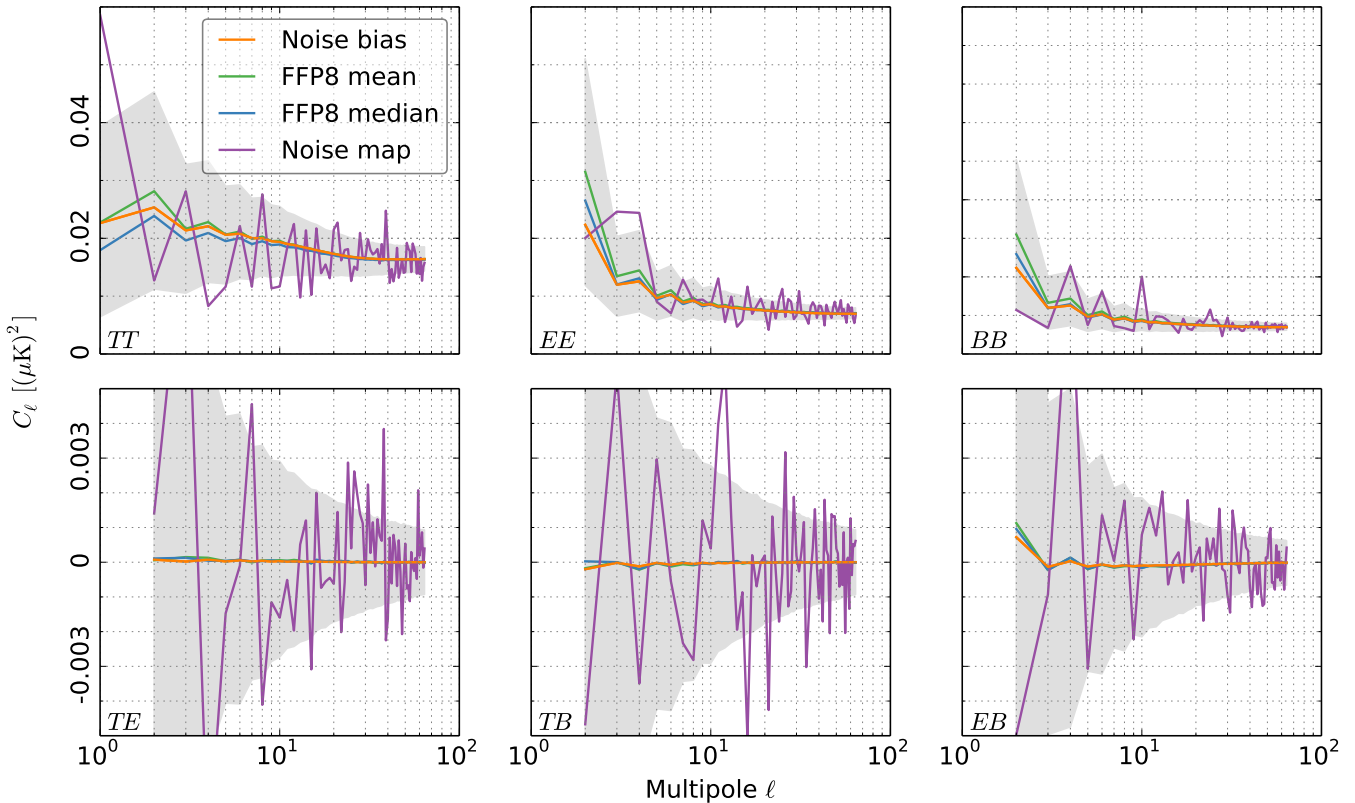 Noise bias
FFP8 mean
FFP8 median
Noise map
0.04
0.02
0
TT
EE
BB
C_ℓ [(μK)²]
0.003
0
-0.003
TE
TB
EB
10⁰ 10¹ 10² 10⁰ 10¹ 10² 10⁰ 10¹ 10²
Multipole ℓ